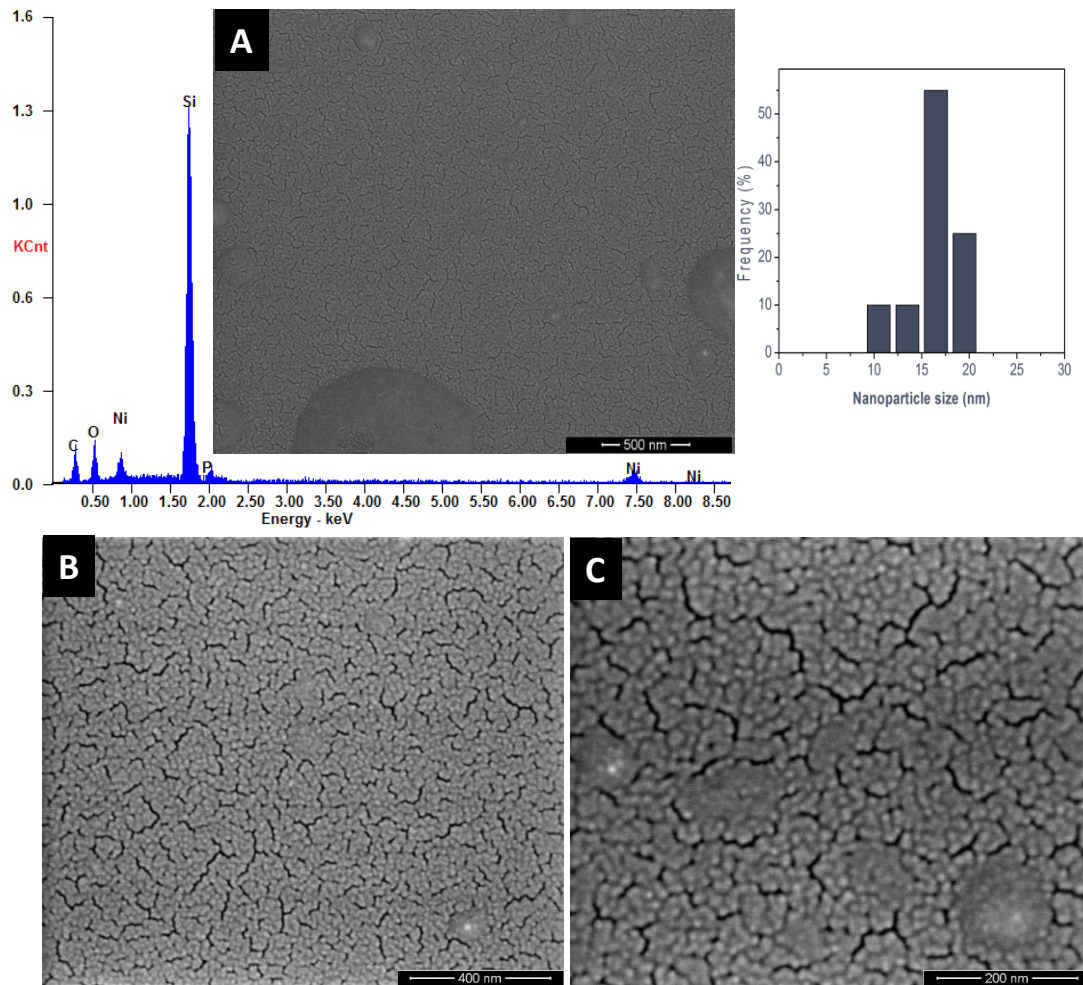 1.6
1.3
1.0
KCnt
0.6
0.3
0.0
C
O
Ni
Si
P
Ni
Ni
0.50 1.00 1.50 2.00 2.50 3.00 3.50 4.00 4.50 5.00 5.50 6.00 6.50 7.00 7.50 8.00 8.50
Energy - keV
A
500 nm
Frequency (%)
50
40
30
20
10
0
0 5 10 15 20 25 30
Nanoparticle size (nm)
B
400 nm
C
200 nm